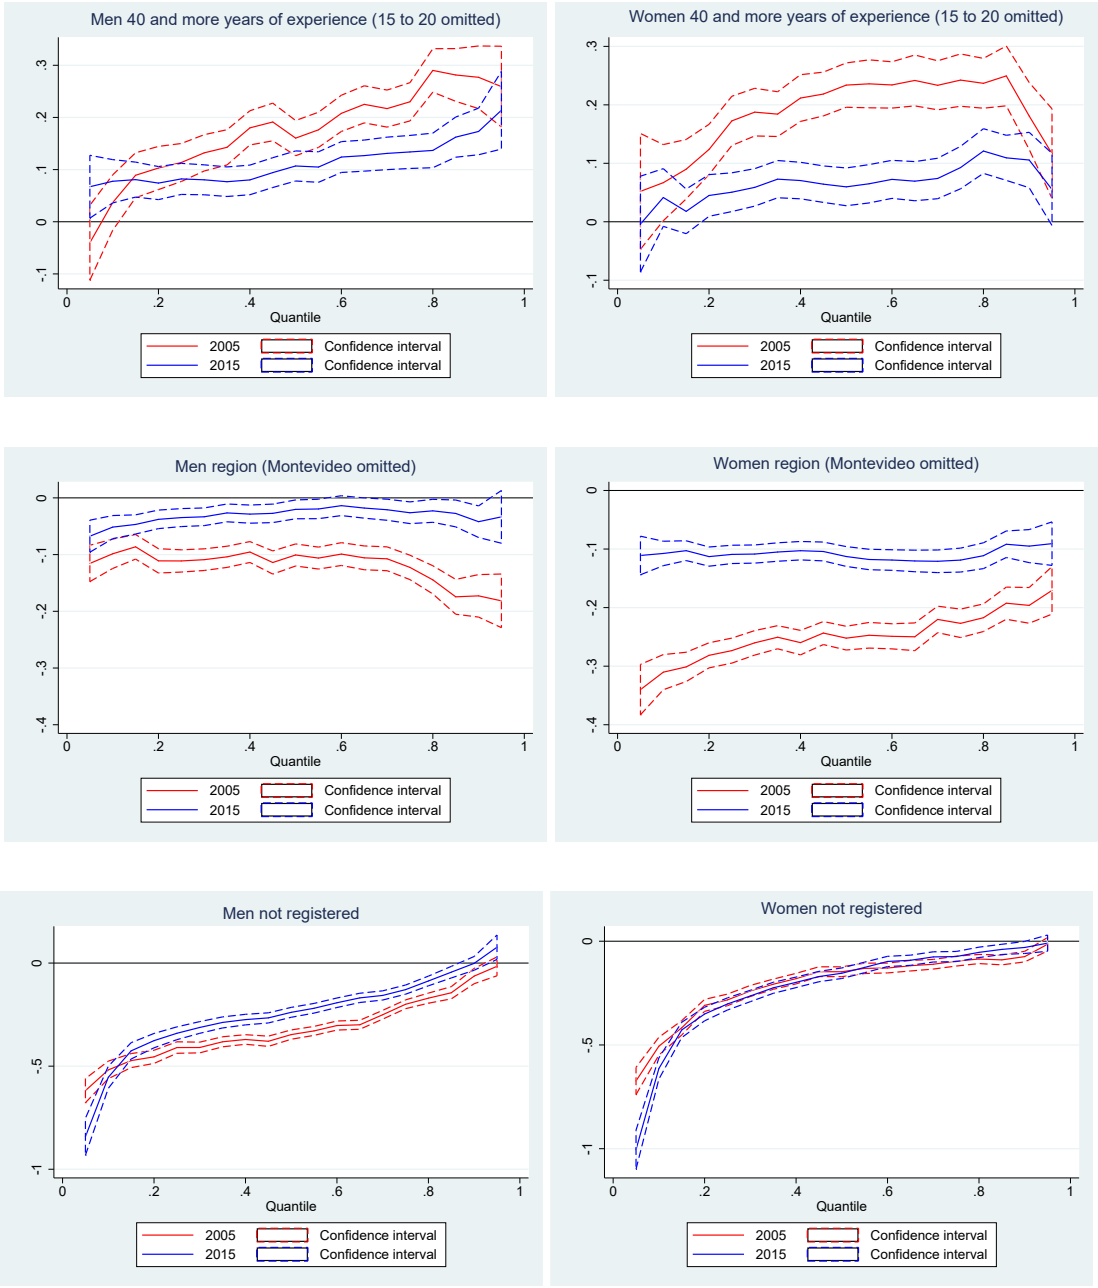 Men 40 and more years of experience (15 to 20 omitted)
.3
.2
.1
0
-.1
0 .2 .4 .6 .8 1
Quantile
2005 Confidence interval
2015 Confidence interval
Women 40 and more years of experience (15 to 20 omitted)
.3
.2
.1
0
-.1
0 .2 .4 .6 .8 1
Quantile
2005 Confidence interval
2015 Confidence interval
Men region (Montevideo omitted)
0
-.1
-.2
-.3
-.4
0 .2 .4 .6 .8 1
Quantile
2005 Confidence interval
2015 Confidence interval
Women region (Montevideo omitted)
0
-.1
-.2
-.3
-.4
0 .2 .4 .6 .8 1
Quantile
2005 Confidence interval
2015 Confidence interval
Men not registered
0
-.5
-1
0 .2 .4 .6 .8 1
Quantile
2005 Confidence interval
2015 Confidence interval
Women not registered
0
-.5
-1
0 .2 .4 .6 .8 1
Quantile
2005 Confidence interval
2015 Confidence interval